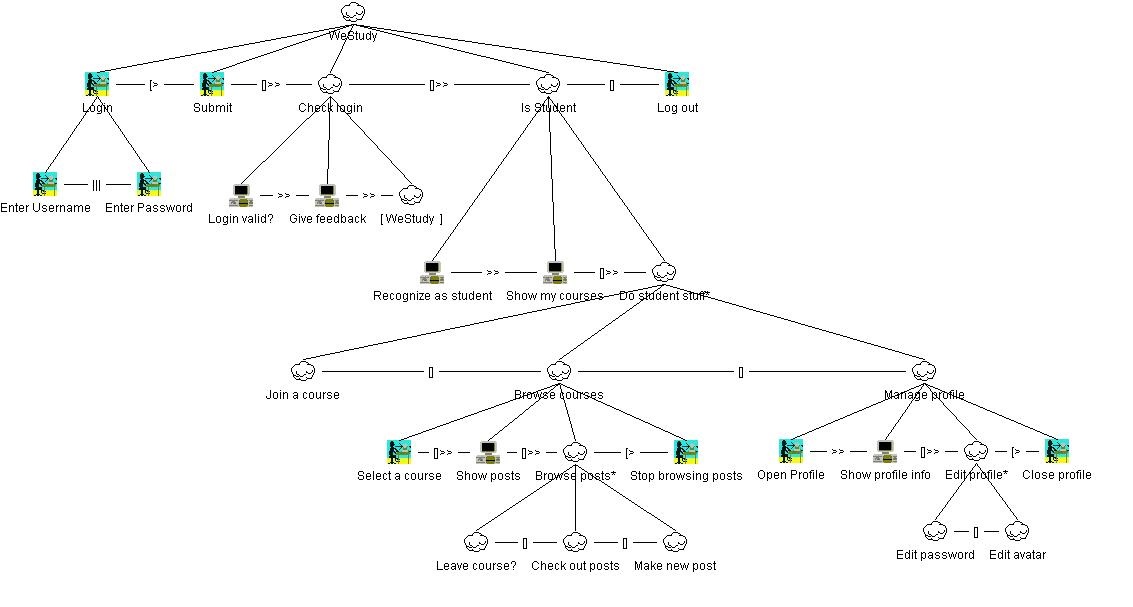 WeStudy
Login [> Submit []>> Check login []>> Is Student [] Log out
Enter Username ||| Enter Password
Login valid? >> Give feedback >> [ WeStudy ]
Recognize as student >> Show my courses []>> Do student stuff*
Join a course [] Browse courses [] Manage profile
Select a course []>> Show posts []>> Browse posts* [> Stop browsing posts
Open Profile >> Show profile info []>> Edit profile* [> Close profile
Leave course? [] Check out posts [] Make new post
Edit password [] Edit avatar